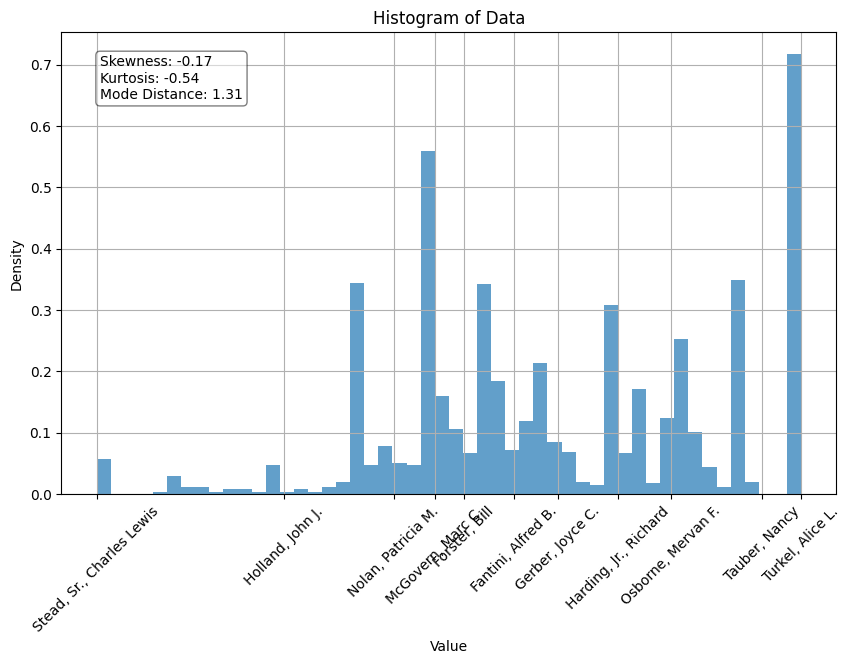 Histogram of Data
Skewness: -0.17
Kurtosis: -0.54
Mode Distance: 1.31
Density
0.7
0.6
0.5
0.4
0.3
0.2
0.1
0.0
Stead, Sr., Charles Lewis
Holland, John J.
Nolan, Patricia M.
McGovern, Marc C.
Forster, Bill
Fantini, Alfred B.
Gerber, Joyce C.
Harding, Jr., Richard
Osborne, Mervan F.
Tauber, Nancy
Turkel, Alice L.
Value